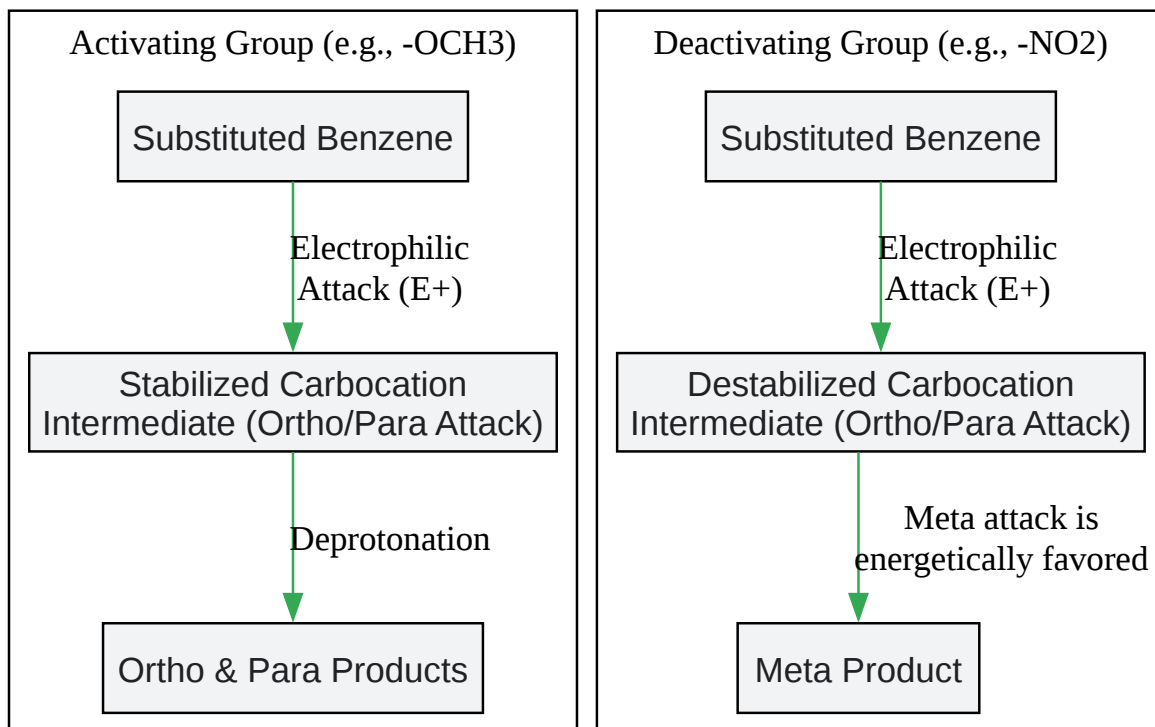 Activating Group (e.g., -OCH3)
Substituted Benzene
Electrophilic
Attack (E+)
Stabilized Carbocation
Intermediate (Ortho/Para Attack)
Deprotonation
Ortho & Para Products
Deactivating Group (e.g., -NO2)
Substituted Benzene
Electrophilic
Attack (E+)
Destabilized Carbocation
Intermediate (Ortho/Para Attack)
Meta attack is
energetically favored
Meta Product